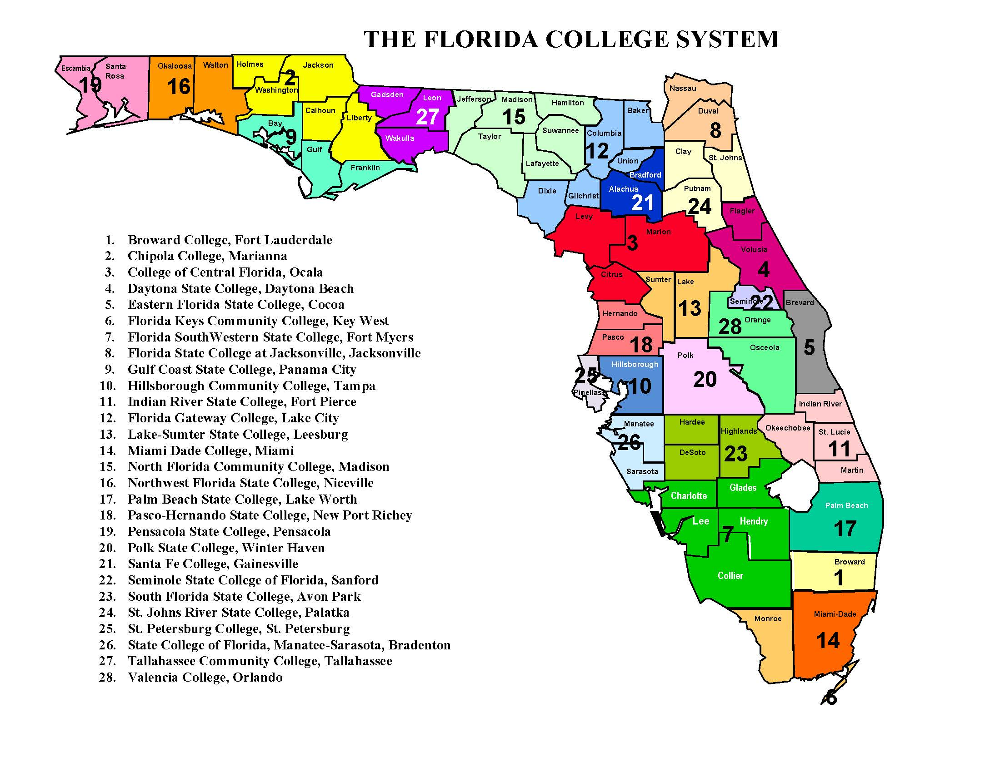 THE FLORIDA COLLEGE SYSTEM
Escambia
Santa
Rosa
19
Okaloosa
16
Walton
Holmes
Jackson
2
Washington
Calhoun
Liberty
Bay
9
Gulf
Franklin
Gadsden
Leon
27
Wakulla
Jefferson
Madison
15
Hamilton
Taylor
Suwannee
Lafayette
Columbia
12
Baker
Union
Bradford
Dixie
Gilchrist
Alachua
21
Nassau
Duval
8
Clay
St. Johns
Putnam
24
Flagler
Levy
Marion
3
Citrus
Volusia
4
Sumter
Lake
13
Seminole
22
Orange
28
Osceola
Brevard
5
Hernando
Pasco
18
Pinellas
25
Hillsborough
10
Polk
20
Indian River
Okeechobee
St. Lucie
11
Martin
Manatee
26
Sarasota
Hardee
DeSoto
Highlands
23
Charlotte
Glades
Lee
Hendry
7
Collier
Palm Beach
17
Broward
1
Miami-Dade
14
Monroe
6
1. Broward College, Fort Lauderdale
2. Chipola College, Marianna
3. College of Central Florida, Ocala
4. Daytona State College, Daytona Beach
5. Eastern Florida State College, Cocoa
6. Florida Keys Community College, Key West
7. Florida SouthWestern State College, Fort Myers
8. Florida State College at Jacksonville, Jacksonville
9. Gulf Coast State College, Panama City
10. Hillsborough Community College, Tampa
11. Indian River State College, Fort Pierce
12. Florida Gateway College, Lake City
13. Lake-Sumter State College, Leesburg
14. Miami Dade College, Miami
15. North Florida Community College, Madison
16. Northwest Florida State College, Niceville
17. Palm Beach State College, Lake Worth
18. Pasco-Hernando State College, New Port Richey
19. Pensacola State College, Pensacola
20. Polk State College, Winter Haven
21. Santa Fe College, Gainesville
22. Seminole State College of Florida, Sanford
23. South Florida State College, Avon Park
24. St. Johns River State College, Palatka
25. St. Petersburg College, St. Petersburg
26. State College of Florida, Manatee-Sarasota, Bradenton
27. Tallahassee Community College, Tallahassee
28. Valencia College, Orlando